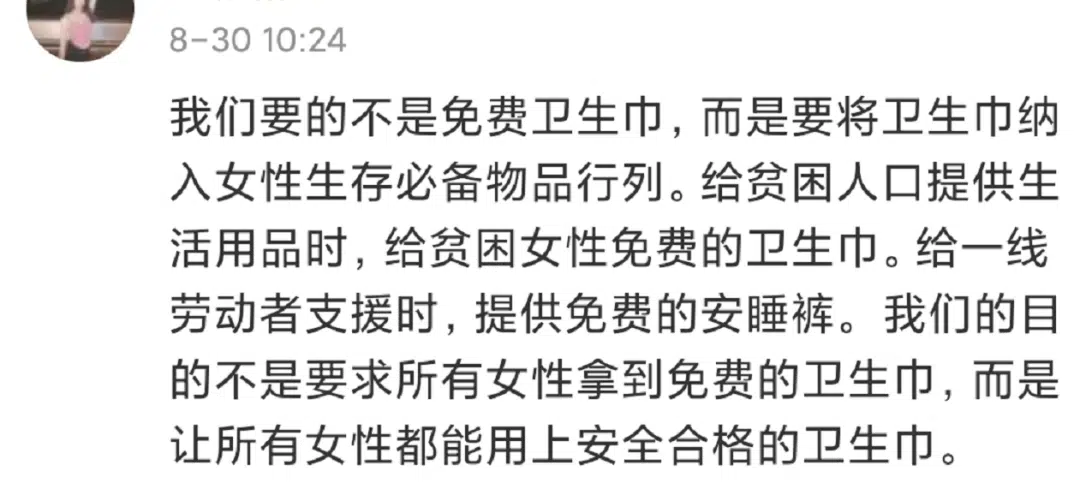 8-30 10:24
我们要的不是免费卫生巾，而是要将卫生巾纳
入女性生存必备物品行列。给贫困人口提供生
活用品时，给贫困女性免费的卫生巾。给一线
劳动者支援时，提供免费的安睡裤。我们的目
的不是要求所有女性拿到免费的卫生巾，而是
让所有女性都能用上安全合格的卫生巾。